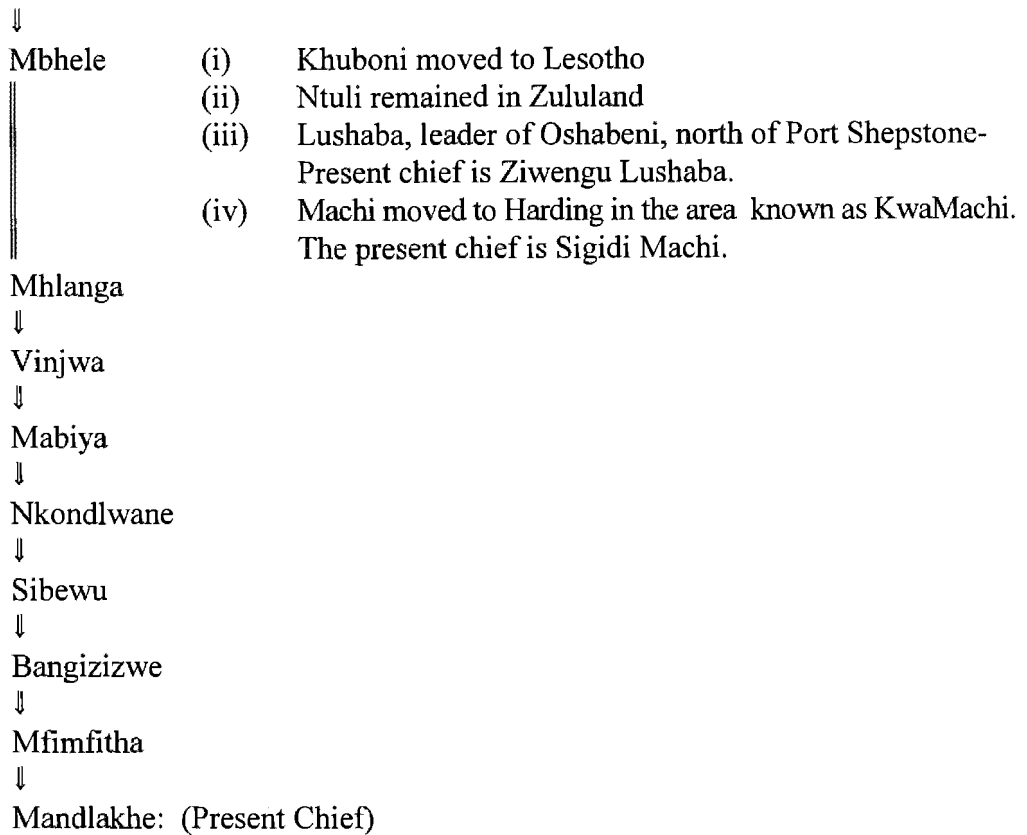 ⇓
Mbhele (i) Khuboni moved to Lesotho
(ii) Ntuli remained in Zululand
(iii) Lushaba, leader of Oshabeni, north of Port Shepstone-
Present chief is Ziwengu Lushaba.
(iv) Machi moved to Harding in the area known as KwaMachi.
The present chief is Sigidi Machi.
Mhlanga
⇓
Vinjwa
⇓
Mabiya
⇓
Nkondlwane
⇓
Sibewu
⇓
Bangizizwe
⇓
Mfimfitha
⇓
Mandlakhe: (Present Chief)